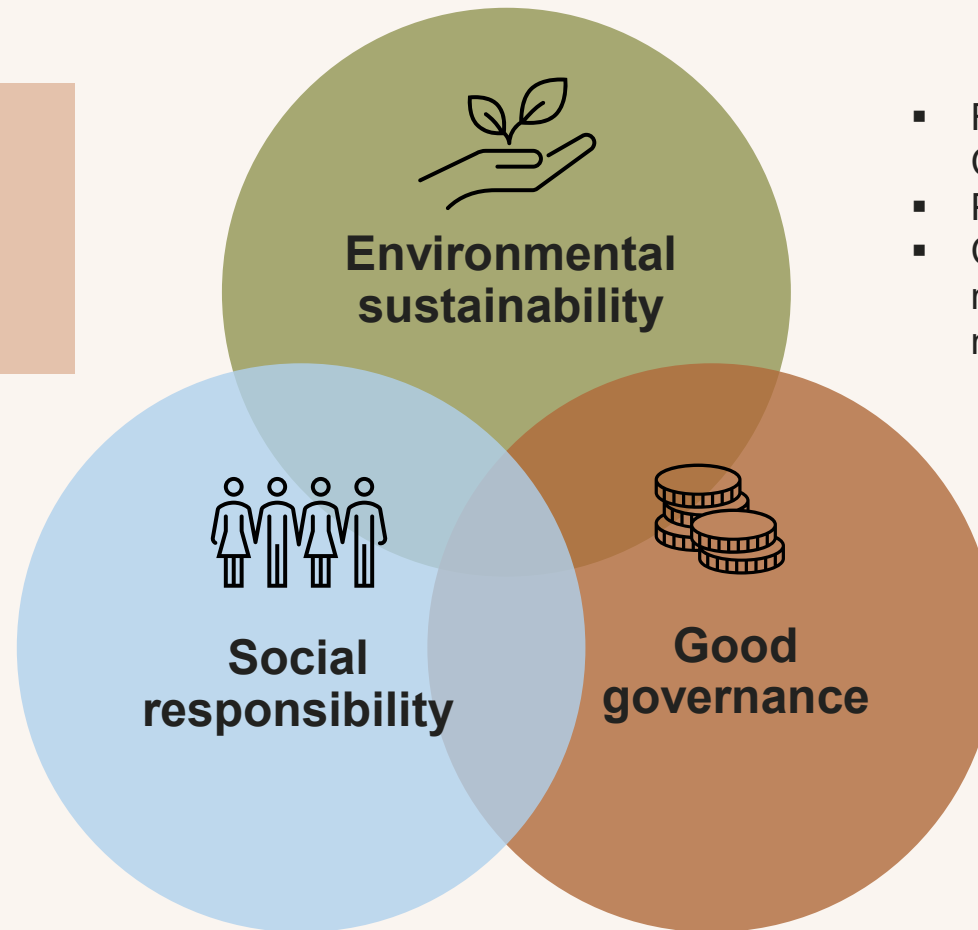 Environmental
sustainability
Social
responsibility
Good
governance